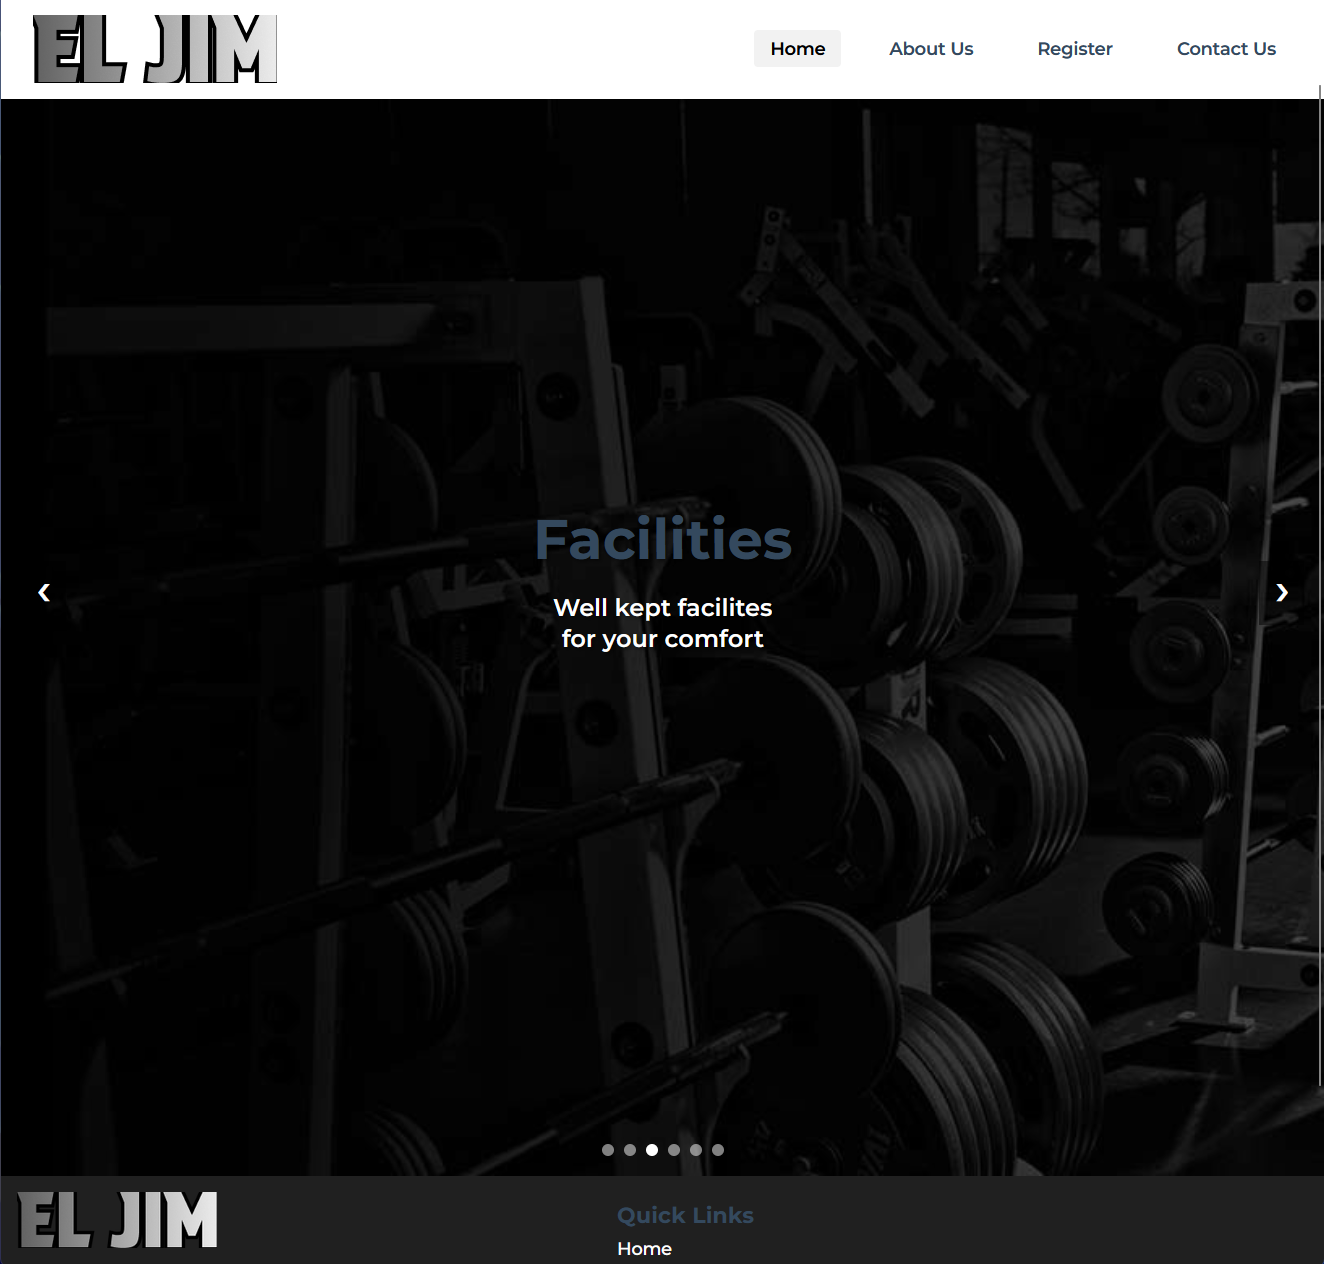 EL JIM
Home
About Us
Register
Contact Us
Facilities
Well kept facilites
for your comfort
EL JIM
Quick Links
Home